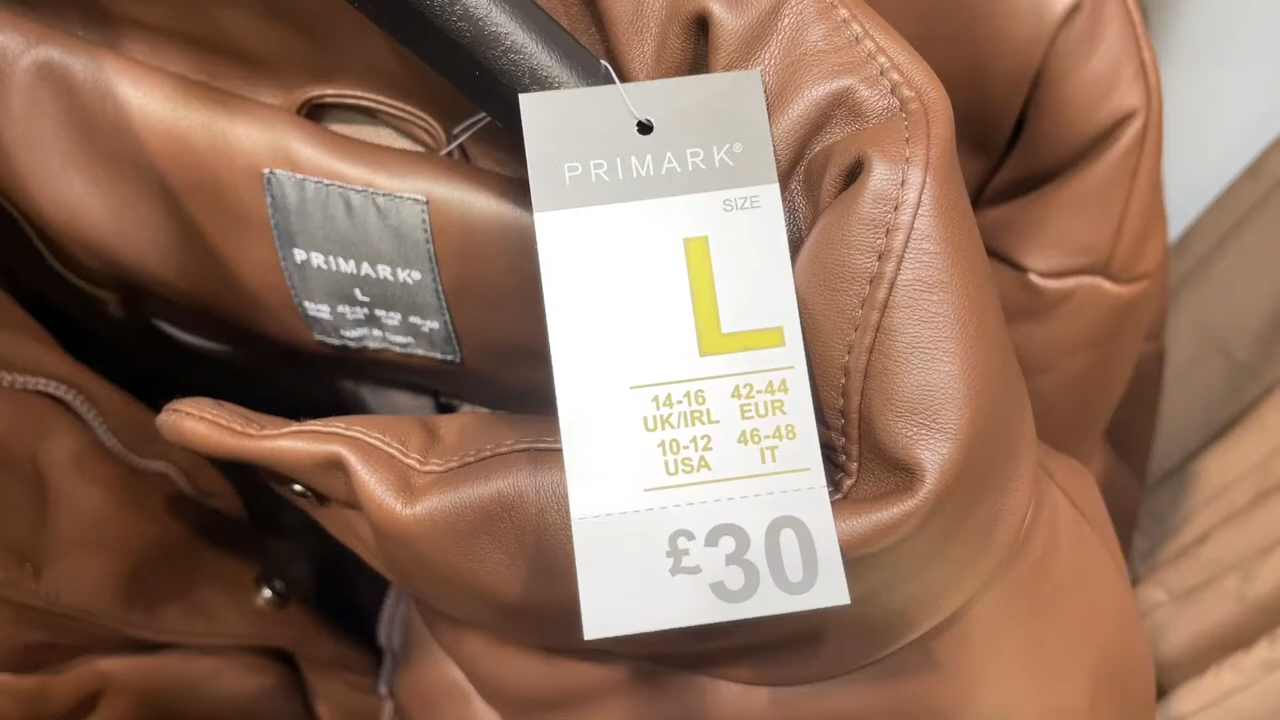 PRIMARK®
SIZE
L
14-16 42-44
UK/IRL EUR
10-12 46-48
USA IT
£30
PRIMARK®
L